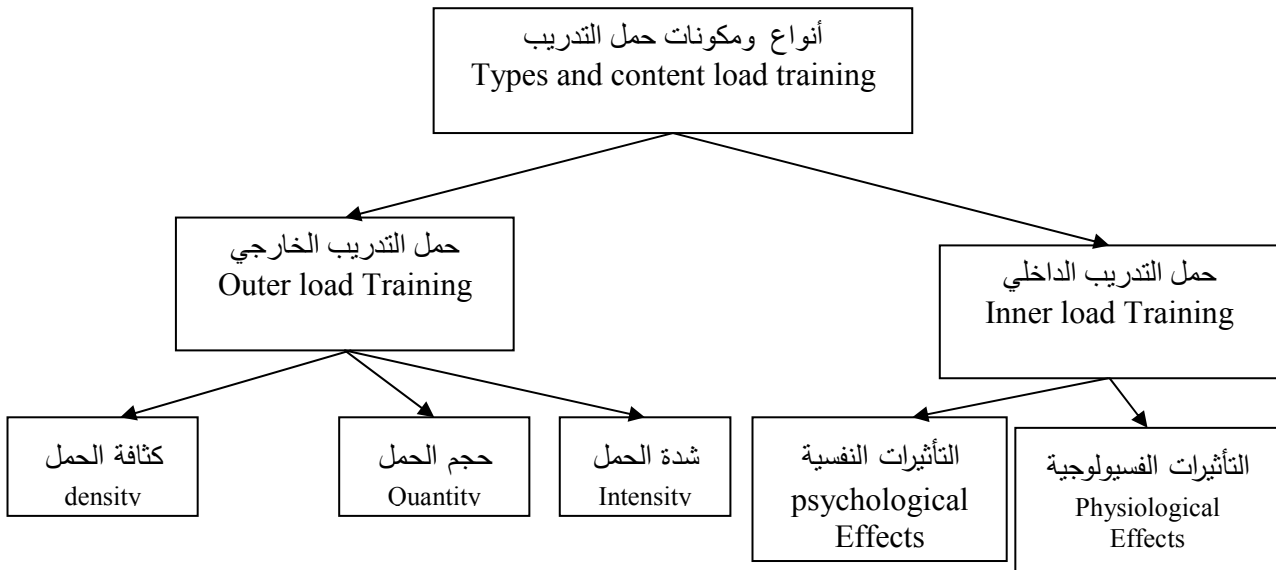 أنواع ومكونات حمل التدريب
Types and content load training
حمل التدريب الخارجي
Outer load Training
حمل التدريب الداخلي
Inner load Training
كثافة الحمل
density
حجم الحمل
Quantity
شدة الحمل
Intensity
التأثيرات النفسية
psychological
Effects
التأثيرات الفسيولوجية
Physiological
Effects